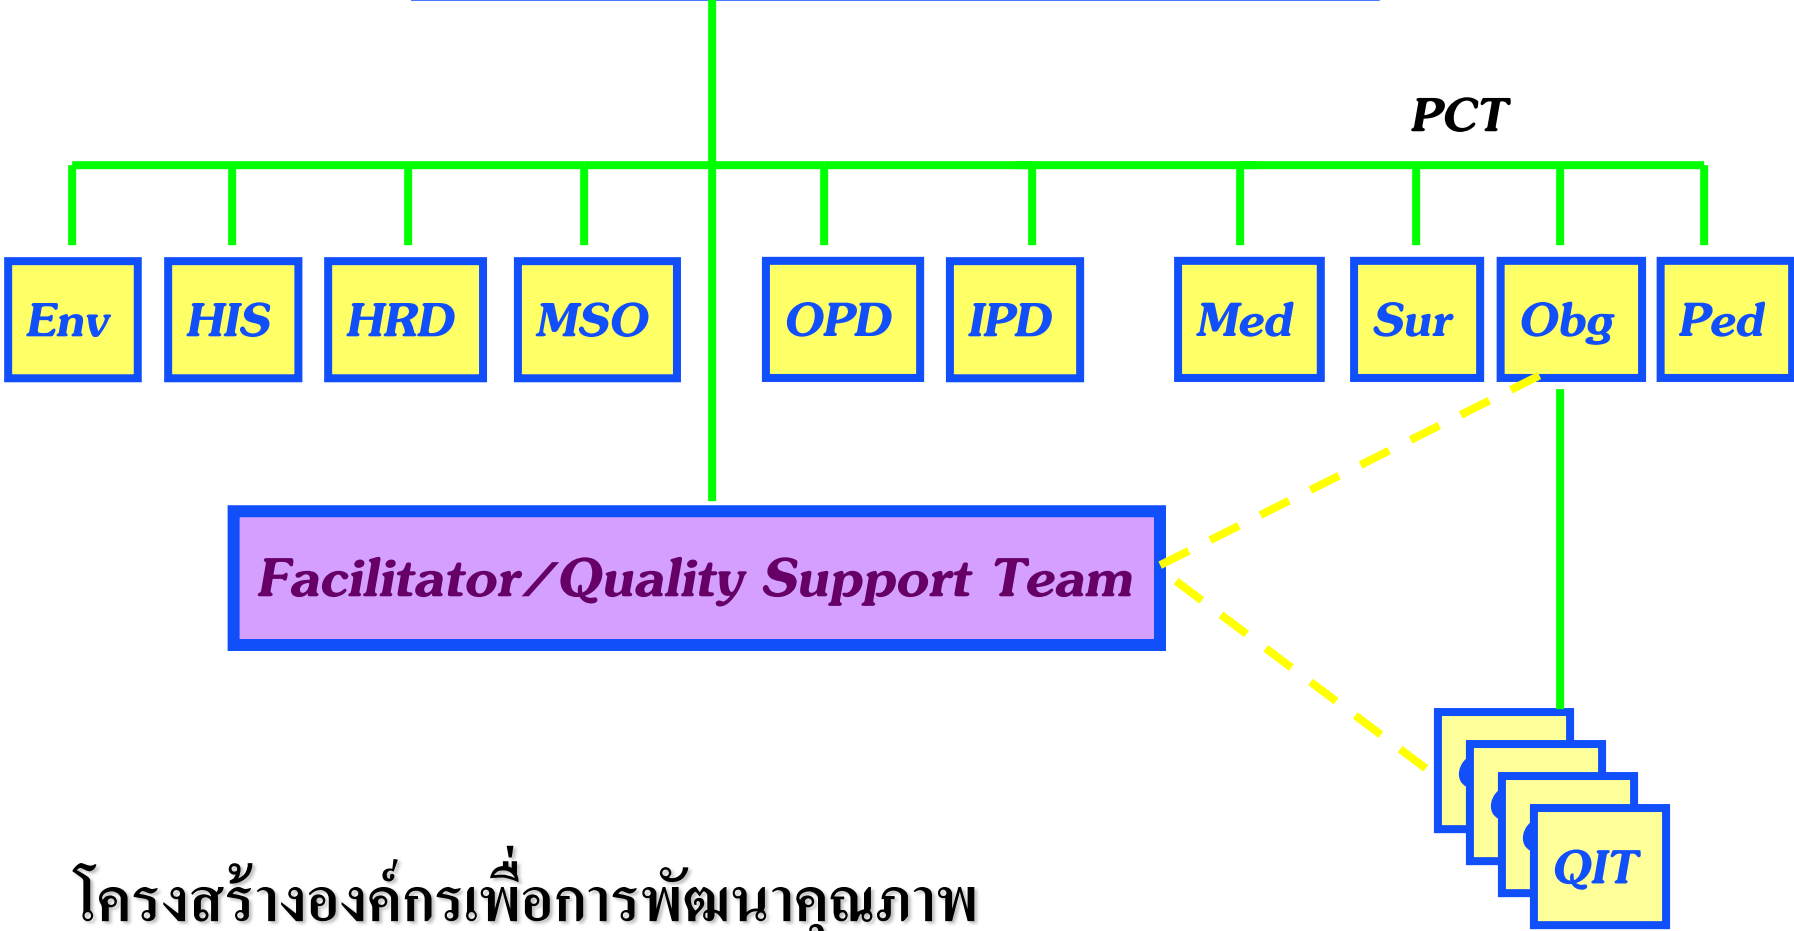 PCT
Env HIS HRD MSO OPD IPD Med Sur Obg Ped
Facilitator/Quality Support Team
QIT
โครงสร้างองค์กรเพื่อการพัฒนาคุณภาพ